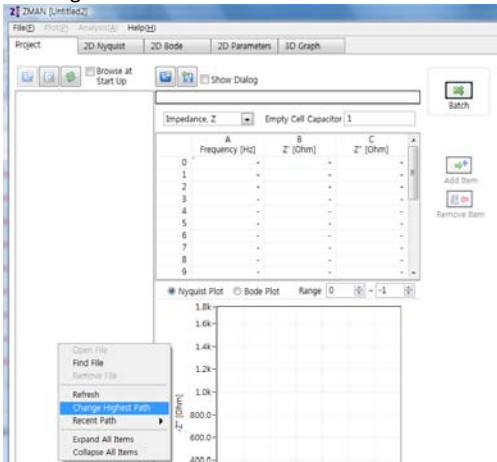 ZMAN [Untitled2]
File(F) Plot(P) Analysis(A) Help(H)
Project 2D Nyquist 2D Bode 2D Parameters 3D Graph
Browse at
Start Up
Show Dialog
Batch
Impedance, Z Empty Cell Capacitor 1
A B C
Frequency [Hz] Z' [Ohm] Z" [Ohm]
0 - - -
1 - - -
2 - - -
3 - - -
4 - - -
5 - - -
6 - - -
7 - - -
8 - - -
9 - - -
Add Item
Remove Item
Nyquist Plot Bode Plot Range 0 ~ -1
1.8k
1.6k
1.4k
1.2k
1.0k
800.0
600.0
400.0
-Z" [Ohm]
Open File
Find File
Remove File
Refresh
Change Highest Path
Recent Path
Expand All Items
Collapse All Items